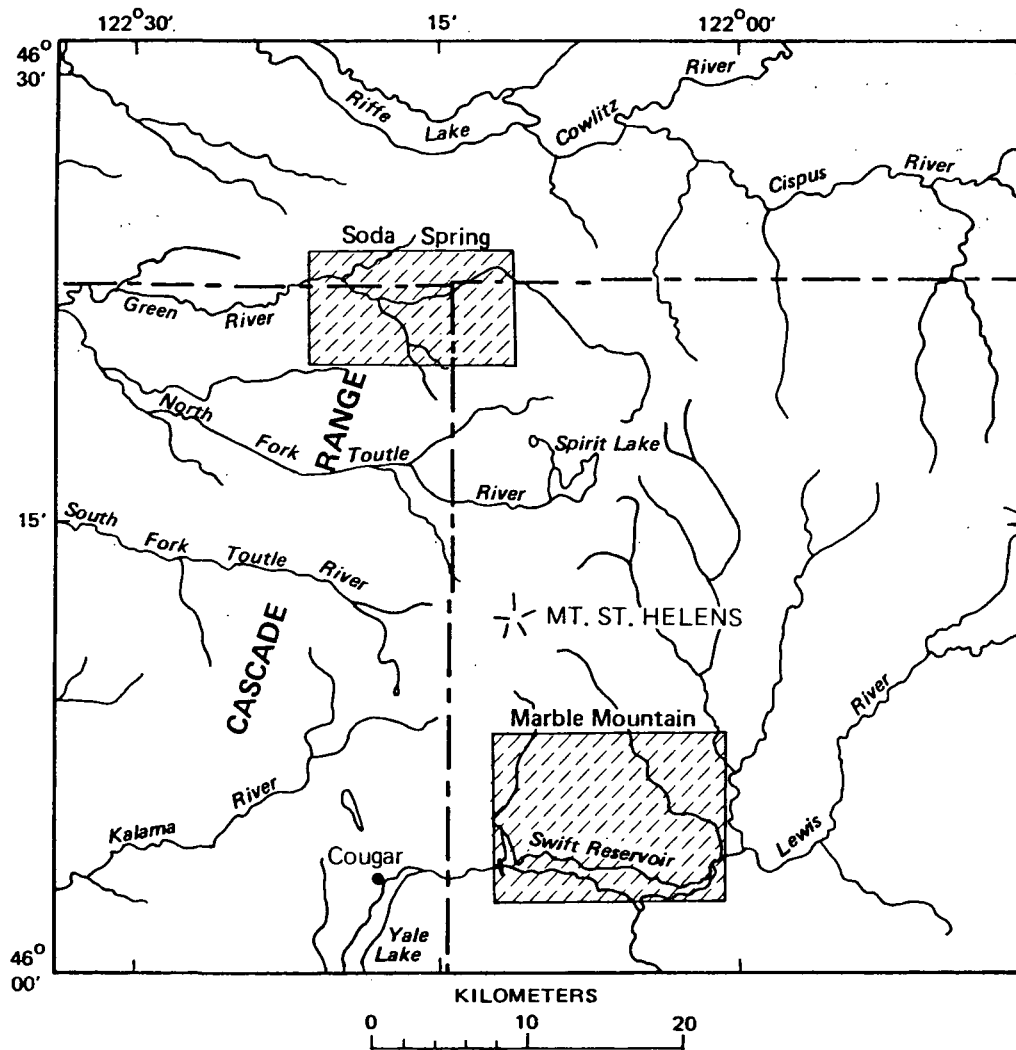 122°30' 15' 122°00'
46°
30'
Riffe
Lake
Cowlitz
River
Cispus
River
Soda Spring
Green
River
RANGE
North
Fork
Toutle
River
Spirit Lake
15'
South
Fork
Toutle
River
MT. ST. HELENS
CASCADE
Marble Mountain
River
Kalama
River
Swift Reservoir
Lewis
Cougar
Yale
Lake
46°
00'
KILOMETERS
0 10 20